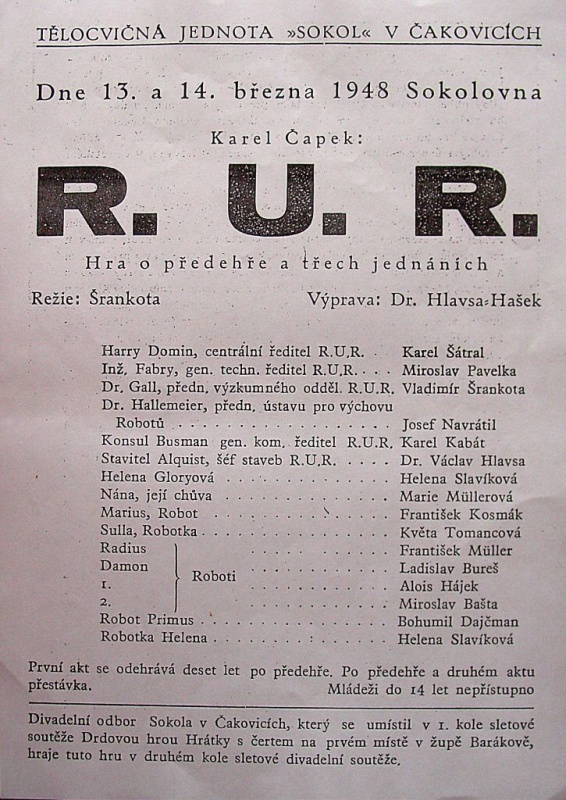 TĚLOCVIČNÁ JEDNOTA »SOKOL« V ČAKOVICÍCH
Dne 13. a 14. března 1948 Sokolovna
Karel Čapek:
R. U. R.
Hra o předehře a třech jednáních
Režie: Šrankota Výprava: Dr. Hlavsa-Hašek
Harry Domin, centrální ředitel R.U.R. . Karel Šátral
Inž. Fabry, gen. techn. ředitel R.U.R. . . . Miroslav Pavelka
Dr. Gall, předn. výzkumného odděl. R.U.R. Vladimír Šrankota
Dr. Hallemeier, předn. ústavu pro výchovu
Robotů . . . . . . . . . . . . . . . . . Josef Navrátil
Konsul Busman gen. kom. ředitel R.U.R. Karel Kabát
Stavitel Alquist, šéf staveb R.U.R. . . . . Dr. Václav Hlavsa
Helena Gloryová . . . . . . . . . . . . . Helena Slavíková
Nána, její chůva . . . . . . . . . . . . . Marie Müllerová
Marius, Robot . . . . . . . . . . . . . . František Kosmák
Sulla, Robotka . . . . . . . . . . . . . . Květa Tomancová
Radius . . . . . . . . . . František Müller
Damon . . . . . . . . . . Ladislav Bureš
Roboti
1. . . . . . . . . . . Alois Hájek
2. . . . . . . . . . . Miroslav Bašta
Robot Primus . . . . . . . . . . . . . . Bohumil Dajčman
Robotka Helena . . . . . . . . . . . . . Helena Slavíková
První akt se odehrává deset let po předehře. Po předehře a druhém aktu
přestávka. Mládeži do 14 let nepřístupno
Divadelní odbor Sokola v Čakovicích, který se umístil v 1. kole sletové
soutěže Drdovou hrou Hrátky s čertem na prvém místě v župě Barákově,
hraje tuto hru v druhém kole sletové divadelní soutěže.